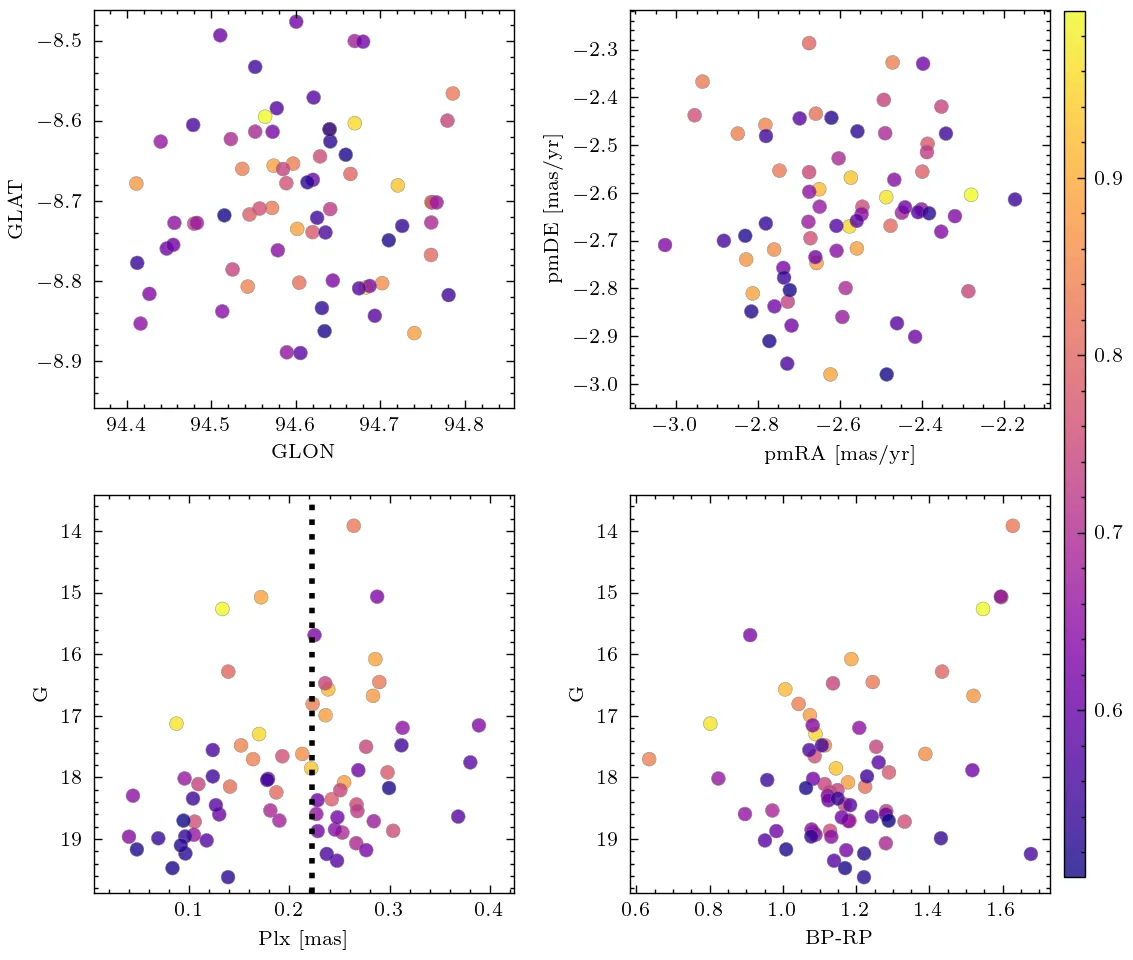 −8.5
−8.6
−8.7
−8.8
−8.9
GLAT
94.4 94.5 94.6 94.7 94.8
GLON
−2.3
−2.4
−2.5
−2.6
−2.7
−2.8
−2.9
−3.0
pmDE [mas/yr]
−3.0 −2.8 −2.6 −2.4 −2.2
pmRA [mas/yr]
14
15
16
17
18
19
G
0.1 0.2 0.3 0.4
Plx [mas]
14
15
16
17
18
19
G
0.6 0.8 1.0 1.2 1.4 1.6
BP-RP
0.9
0.8
0.7
0.6